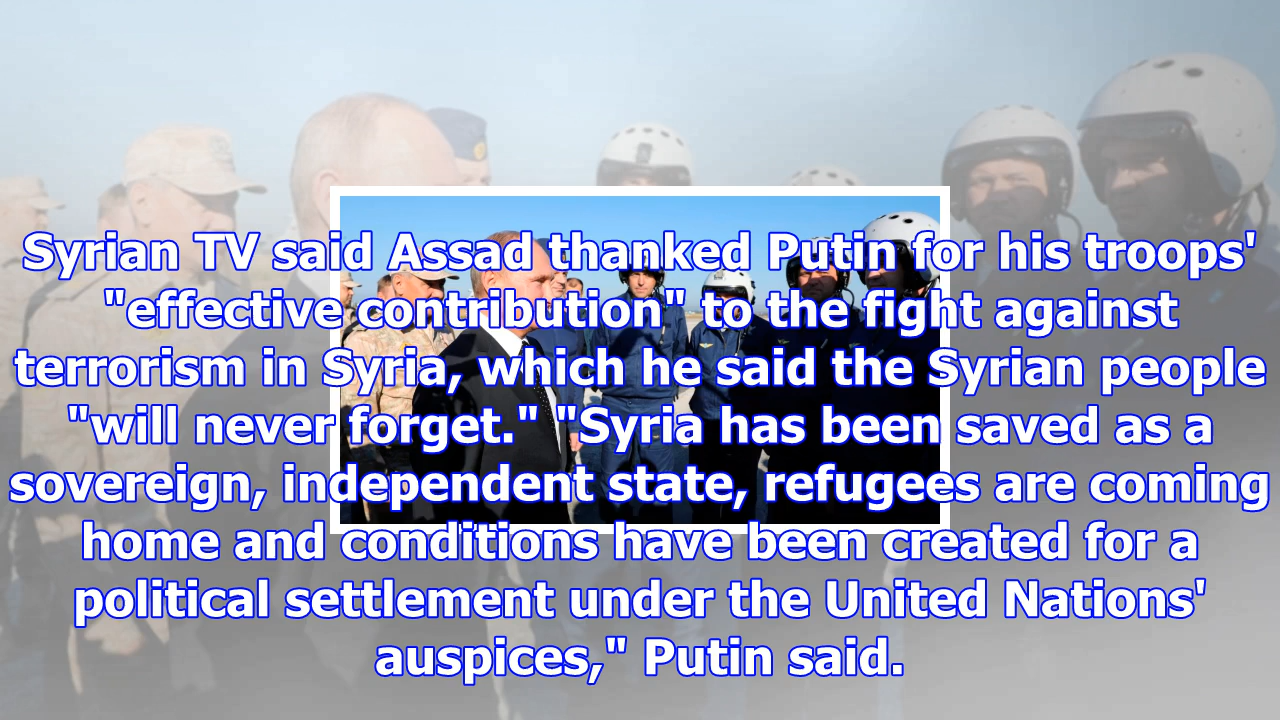 Syrian TV said Assad thanked Putin for his troops'
"effective contribution" to the fight against
terrorism in Syria, which he said the Syrian people
"will never forget." "Syria has been saved as a
sovereign, independent state, refugees are coming
home and conditions have been created for a
political settlement under the United Nations'
auspices," Putin said.